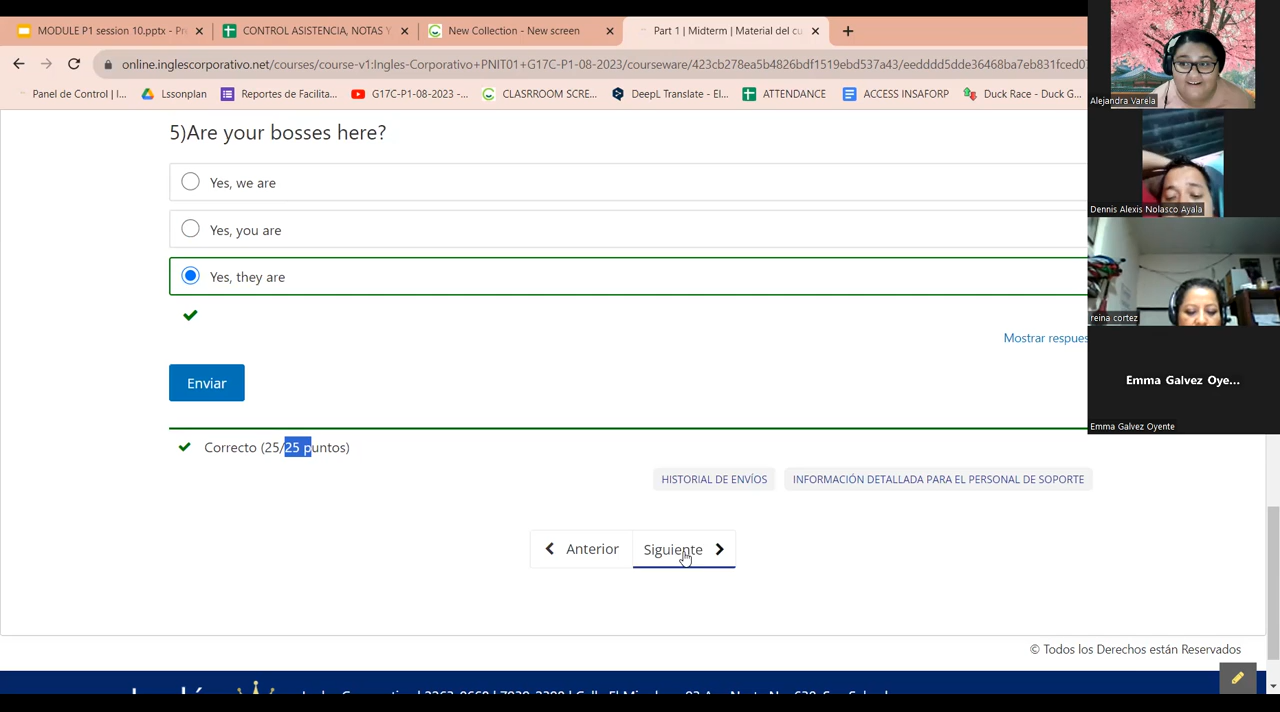 MODULE P1 session 10.pptx - Pr
CONTROL ASISTENCIA, NOTAS Y
New Collection - New screen
Part 1 | Midterm | Material del cu
online.inglescorporativo.net/courses/course-v1:Ingles-Corporativo+PNIT01+G17C-P1-08-2023/courseware/423cb278ea5b4826bdf1519ebd537a43/eedddd5dde36468ba7eb831fced07
Panel de Control | I...
Lssonplan
Reportes de Facilita...
G17C-P1-08-2023 -...
CLASRROOM SCRE...
DeepL Translate - El...
ATTENDANCE
ACCESS INSAFORP
Duck Race - Duck G...
Alejandra Varela
5)Are your bosses here?
Yes, we are
Dennis Alexis Nolasco Ayala
Yes, you are
Yes, they are
reina cortez
Mostrar respues
Enviar
Emma Galvez Oye...
Emma Galvez Oyente
Correcto (25/25 puntos)
HISTORIAL DE ENVÍOS
INFORMACIÓN DETALLADA PARA EL PERSONAL DE SOPORTE
Anterior
Siguiente
© Todos los Derechos están Reservados